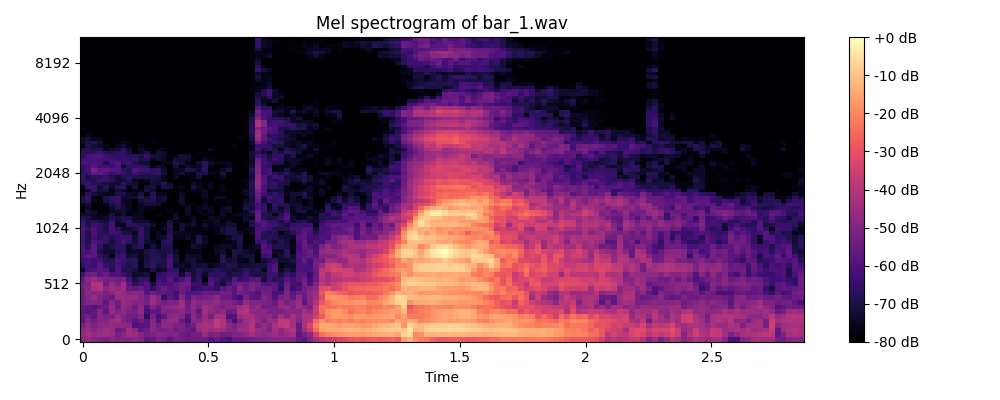 Mel spectrogram of bar_1.wav
Hz
8192
4096
2048
1024
512
0
0
0.5
1
1.5
2
2.5
Time
+0 dB
-10 dB
-20 dB
-30 dB
-40 dB
-50 dB
-60 dB
-70 dB
-80 dB